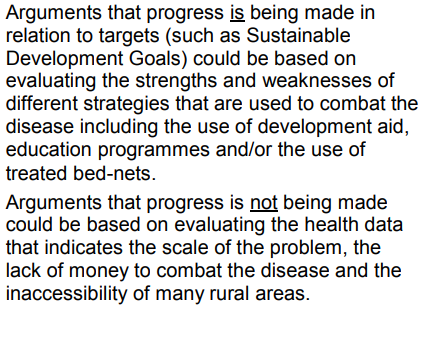 Arguments that progress is being made in
relation to targets (such as Sustainable
Development Goals) could be based on
evaluating the strengths and weaknesses of
different strategies that are used to combat the
disease including the use of development aid,
education programmes and/or the use of
treated bed-nets.
Arguments that progress is not being made
could be based on evaluating the health data
that indicates the scale of the problem, the
lack of money to combat the disease and the
inaccessibility of many rural areas.